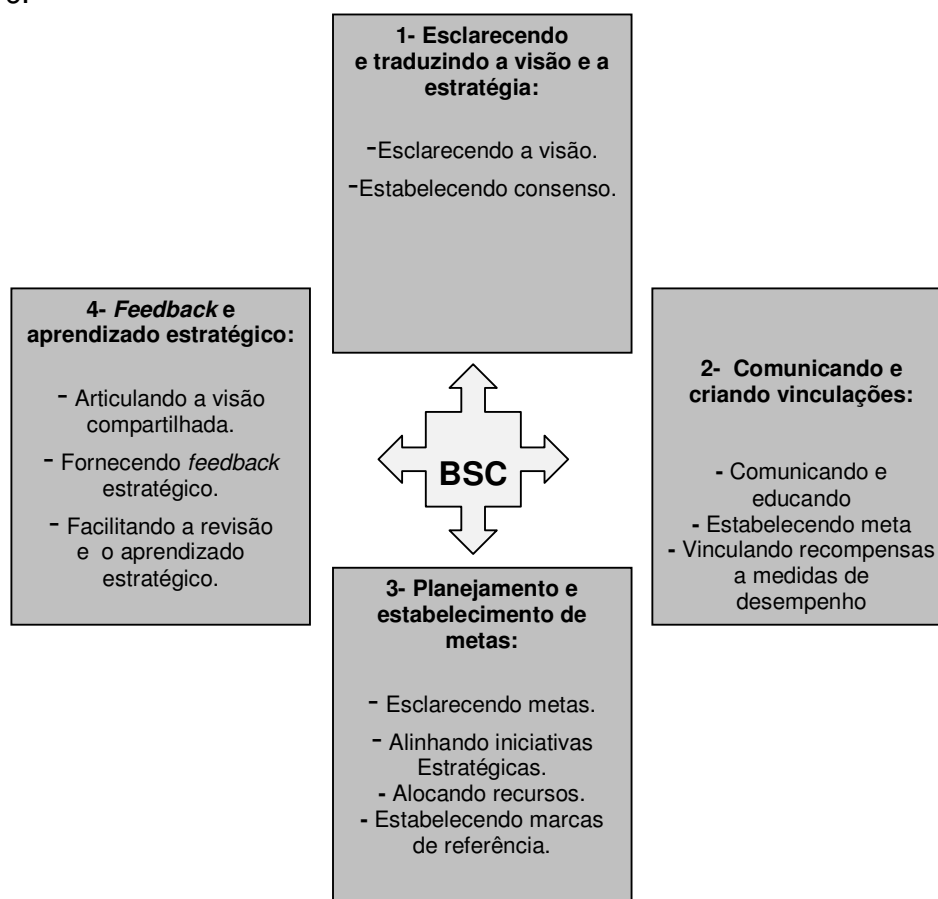 1- Esclarecendo
e traduzindo a visão e a
estratégia:
-Esclarecendo a visão.
-Estabelecendo consenso.
4- Feedback e
aprendizado estratégico:
- Articulando a visão
compartilhada.
- Fornecendo feedback
estratégico.
- Facilitando a revisão
e o aprendizado
estratégico.
BSC
2- Comunicando e
criando vinculações:
- Comunicando e
educando
- Estabelecendo meta
- Vinculando recompensas
a medidas de
desempenho
3- Planejamento e
estabelecimento de
metas:
- Esclarecendo metas.
- Alinhando iniciativas
Estratégicas.
- Alocando recursos.
- Estabelecendo marcas
de referência.